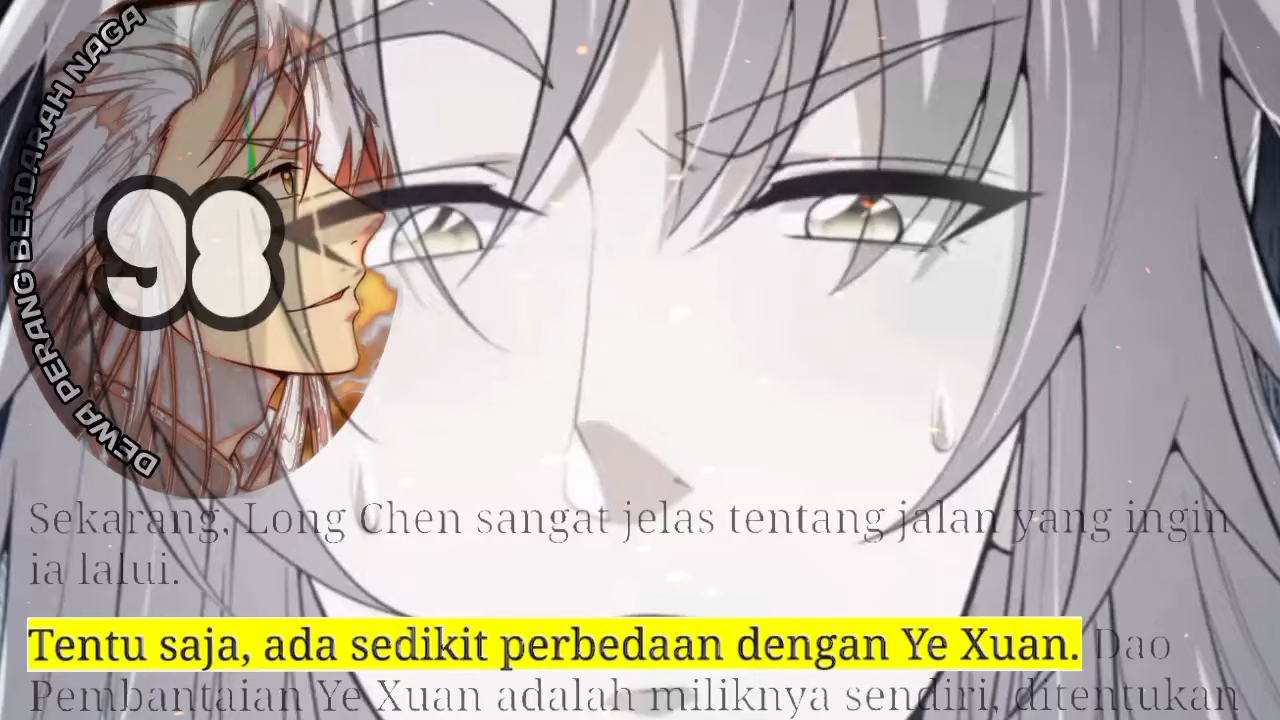 DEWA PERANG BERDARAH NAGA
98
Sekarang, Long Chen sangat jelas tentang jalan yang ingin
ia lalui.
Tentu saja, ada sedikit perbedaan dengan Ye Xuan. Dao
Pembantaian Ye Xuan adalah miliknya sendiri, ditentukan